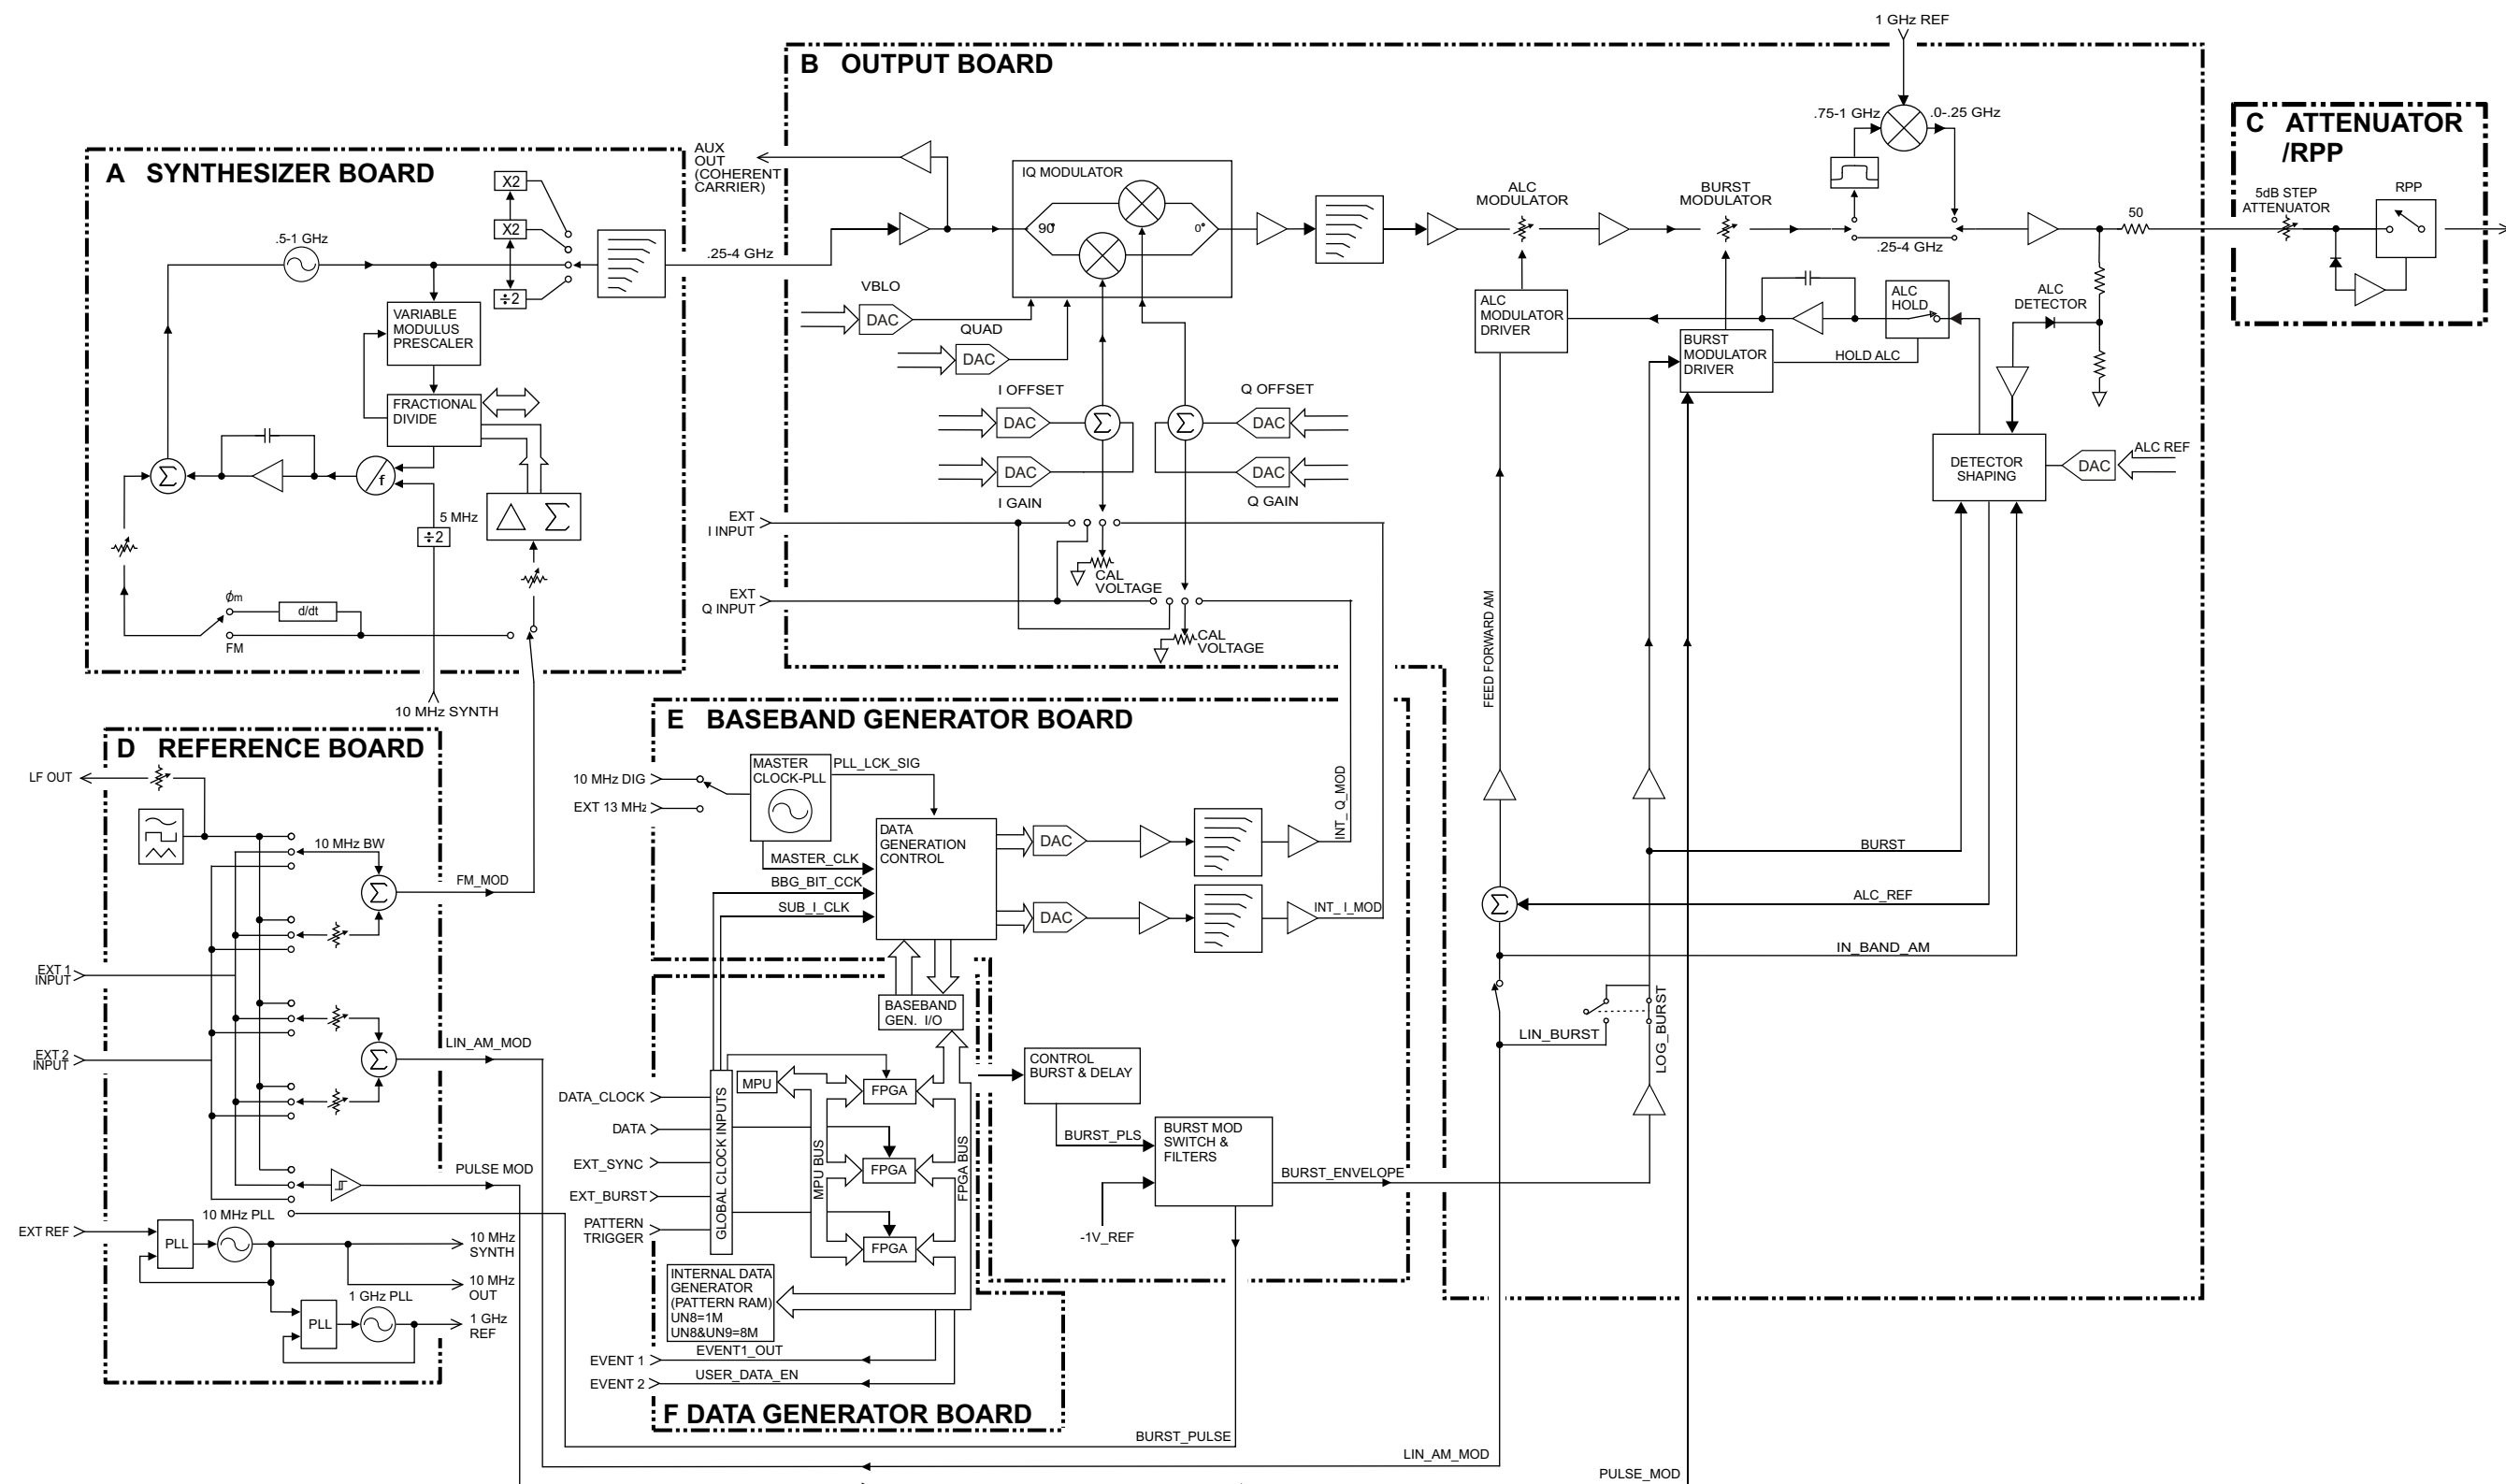 1 GHz REF
B OUTPUT BOARD
.75-1 GHz
.0-.25 GHz
C ATTENUATOR
/RPP
A SYNTHESIZER BOARD
AUX
OUT
(COHERENT
CARRIER)
X2
X2
÷2
.5-1 GHz
.25-4 GHz
IQ MODULATOR
90°
0°
ALC
MODULATOR
BURST
MODULATOR
.25-4 GHz
50
5dB STEP
ATTENUATOR
RPP
VARIABLE
MODULUS
PRESCALER
FRACTIONAL
DIVIDE
VBLO
DAC
QUAD
DAC
ALC
MODULATOR
DRIVER
BURST
MODULATOR
DRIVER
ALC
HOLD
HOLD ALC
ALC
DETECTOR
I OFFSET
DAC
Σ
Q OFFSET
DAC
Σ
DAC
I GAIN
DAC
Q GAIN
DETECTOR
SHAPING
DAC
ALC REF
Σ
/f
5 MHz
÷2
△ Σ
EXT
I INPUT
CAL
VOLTAGE
EXT
Q INPUT
CAL
VOLTAGE
ϕm
d/dt
FM
10 MHz SYNTH
FEED FORWARD AM
D REFERENCE BOARD
LF OUT
10 MHz BW
Σ
FM_MOD
EXT 1
INPUT
EXT 2
INPUT
Σ
LIN_AM_MOD
PULSE MOD
EXT REF
10 MHz PLL
PLL
10 MHz
SYNTH
10 MHz
OUT
1 GHz PLL
PLL
1 GHz
REF
E BASEBAND GENERATOR BOARD
10 MHz DIG
EXT 13 MHz
MASTER
CLOCK-PLL
PLL_LCK_SIG
DATA
GENERATION
CONTROL
MASTER_CLK
BBG_BIT_CCK
SUB_I_CLK
DAC
INT_ Q_MOD
DAC
INT_ I_MOD
BURST
ALC_REF
Σ
IN_BAND_AM
LIN_BURST
LOG_BURST
BASEBAND
GEN. I/O
CONTROL
BURST & DELAY
BURST_PLS
BURST MOD
SWITCH &
FILTERS
BURST_ENVELOPE
-1V_REF
DATA_CLOCK
DATA
EXT_SYNC
EXT_BURST
PATTERN
TRIGGER
GLOBAL CLOCK INPUTS
MPU
MPU BUS
FPGA
FPGA
FPGA
FPGA BUS
INTERNAL DATA
GENERATOR
(PATTERN RAM)
UN8=1M
UN8&UN9=8M
EVENT 1
EVENT1_OUT
EVENT 2
USER_DATA_EN
F DATA GENERATOR BOARD
BURST_PULSE
LIN_AM_MOD
PULSE_MOD